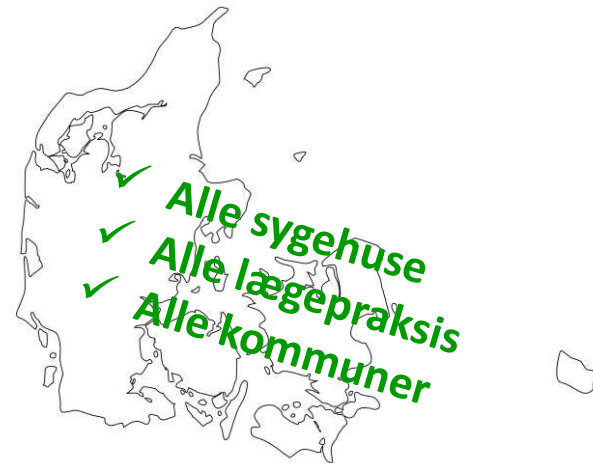 ✓ Alle sygehuse
✓ Alle lægepraksis
✓ Alle kommuner